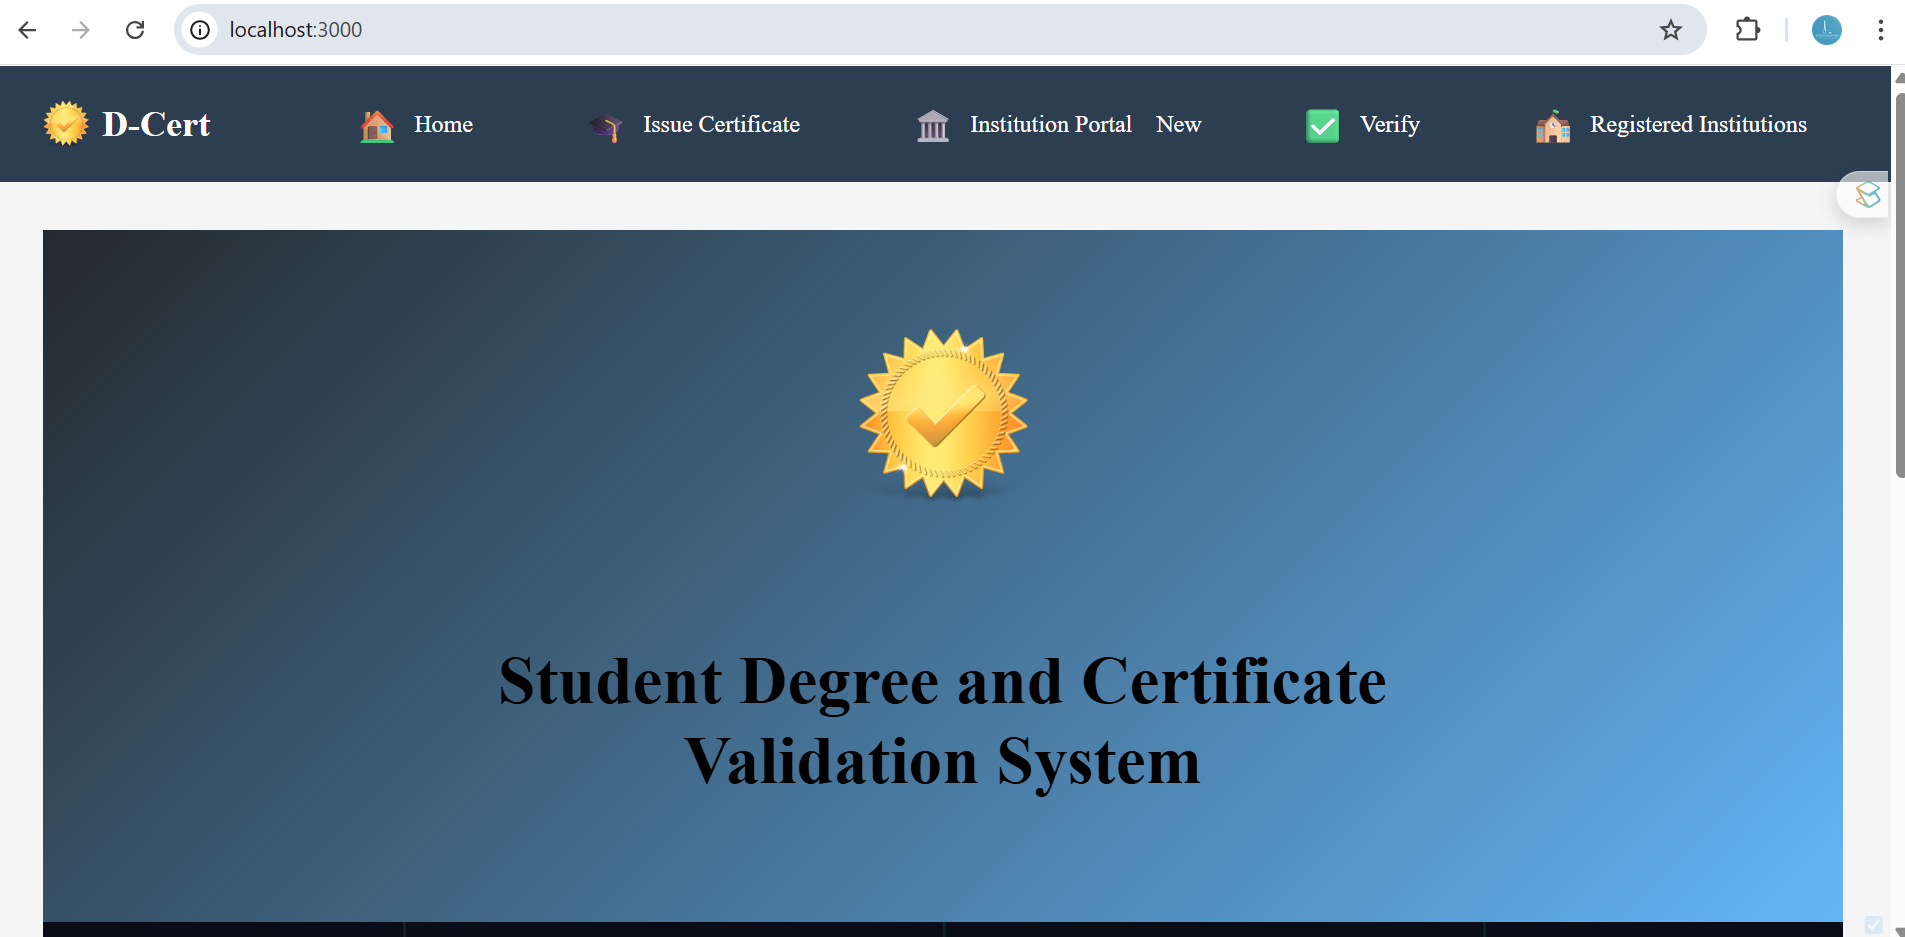 localhost:3000
D-Cert Home Issue Certificate Institution Portal New Verify Registered Institutions
Student Degree and Certificate
Validation System